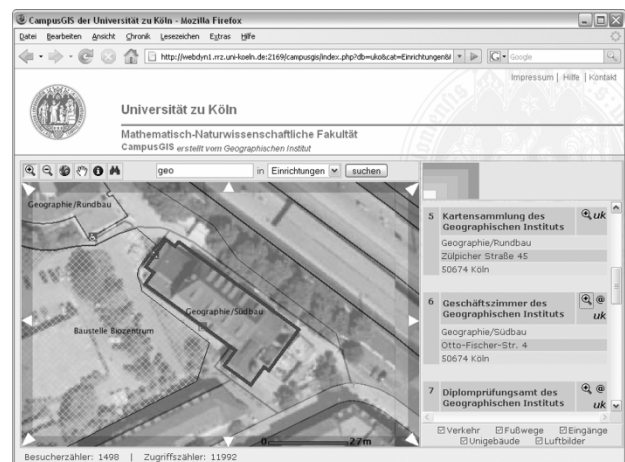 CampusGIS der Universität zu Köln - Mozilla Firefox
Datei Bearbeiten Ansicht Chronik Lesezeichen Extras Hilfe
http://webdyn1.rrz.uni-koeln.de:2169/campusgis/index.php?db=uko&cat=Einrichtungen&l
G Google
Impressum | Hilfe | Kontakt
Universität zu Köln
Mathematisch-Naturwissenschaftliche Fakultät
CampusGIS erstellt vom Geographischen Institut
geo in Einrichtungen suchen
Geographie/Rundbau
Geographie/Südbau
Baustelle Biozentrum
0 27m
5 Kartensammlung des Geographischen Instituts uk
Geographie/Rundbau
Zülpicher Straße 45
50674 Köln
6 Geschäftszimmer des @
Geographischen Instituts uk
Geographie/Südbau
Otto-Fischer-Str. 4
50674 Köln
7 Diplomprüfungsamt des @
Geographischen Instituts uk
Verkehr Fußwege Eingänge
Unigebäude Luftbilder
Besucherzähler: 1498 | Zugriffszähler: 11992